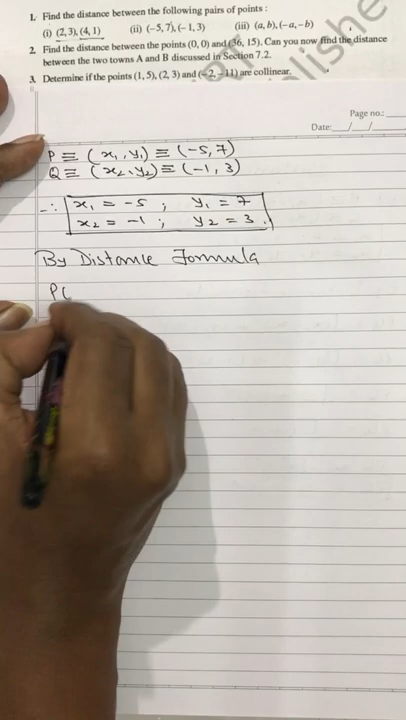 1. Find the distance between the following pairs of points :
(i) (2, 3), (4, 1) (ii) (−5, 7), (−1, 3) (iii) (a, b), (−a, −b)
2. Find the distance between the points (0, 0) and (36, 15). Can you now find the distance
between the two towns A and B discussed in Section 7.2.
3. Determine if the points (1, 5), (2, 3) and (−2, −11) are collinear.
Page no.:
Date: __/__/__
P ≡ (x₁, y₁) ≡ (−5, 7)
Q ≡ (x₂, y₂) ≡ (−1, 3)
∴ x₁ = −5 ; y₁ = 7
x₂ = −1 ; y₂ = 3.
By Distance Formula
P(